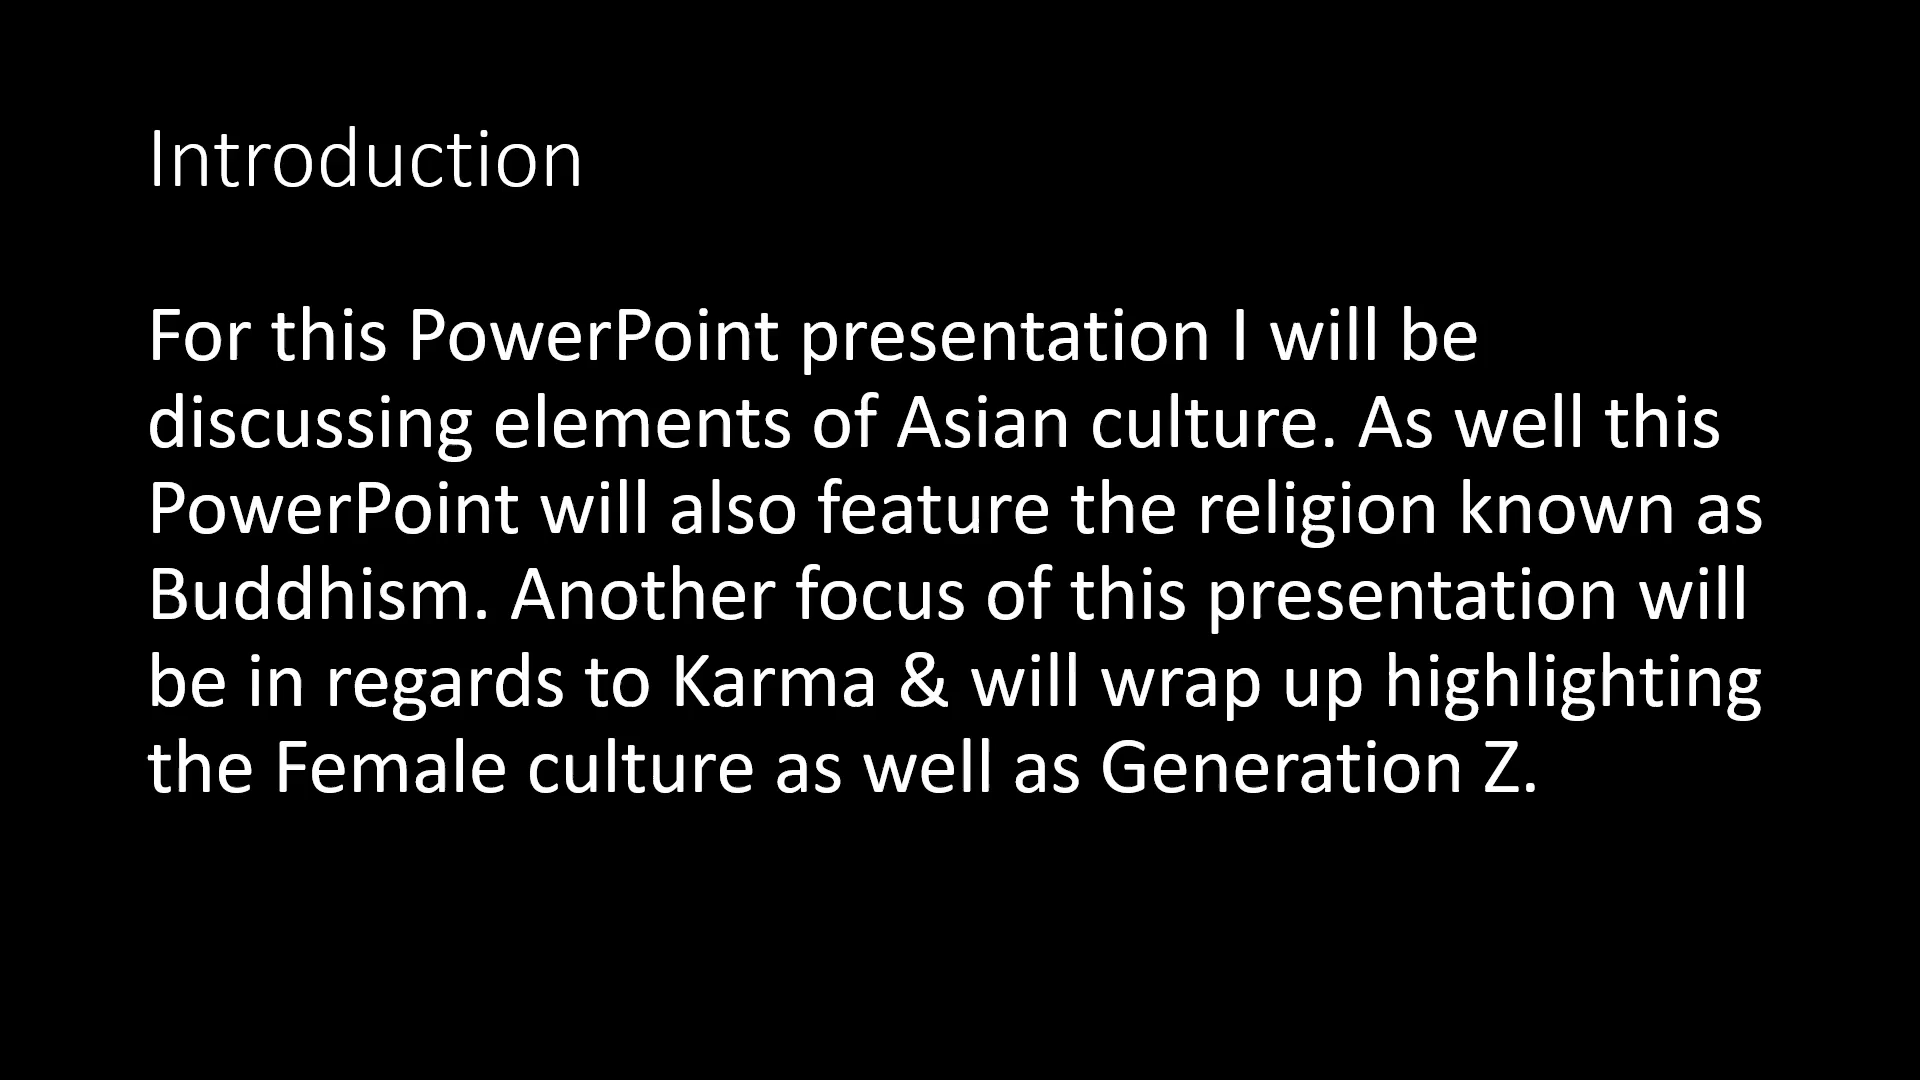 Introduction
For this PowerPoint presentation I will be
discussing elements of Asian culture. As well this
PowerPoint will also feature the religion known as
Buddhism. Another focus of this presentation will
be in regards to Karma & will wrap up highlighting
the Female culture as well as Generation Z.